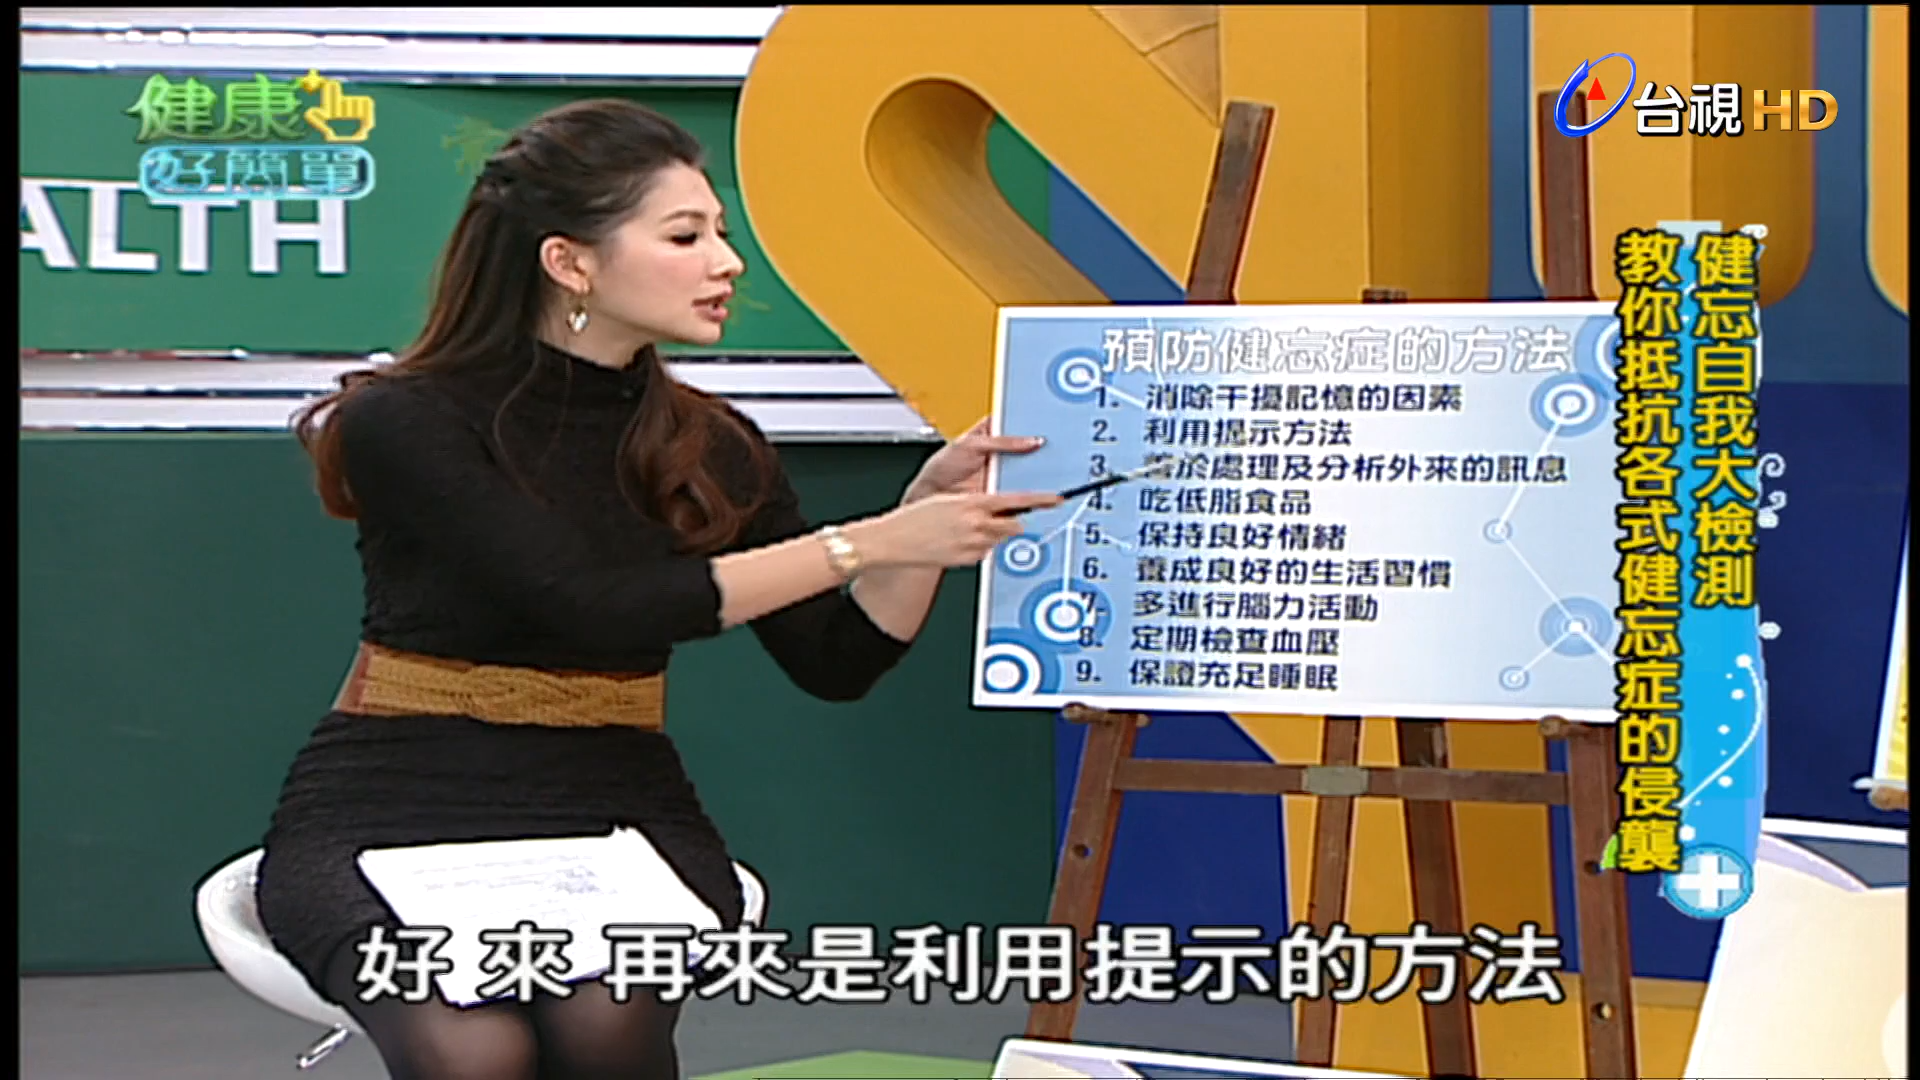 健康
好簡單
ALTH
台視HD
健忘自我大檢測
教你抵抗各式健忘症的侵襲
預防健忘症的方法
1. 消除干擾記憶的因素
2. 利用提示方法
3. 善於處理及分析外來的訊息
4. 吃低脂食品
5. 保持良好情緒
6. 養成良好的生活習慣
7. 多進行腦力活動
8. 定期檢查血壓
9. 保證充足睡眠
好 來 再來是利用提示的方法